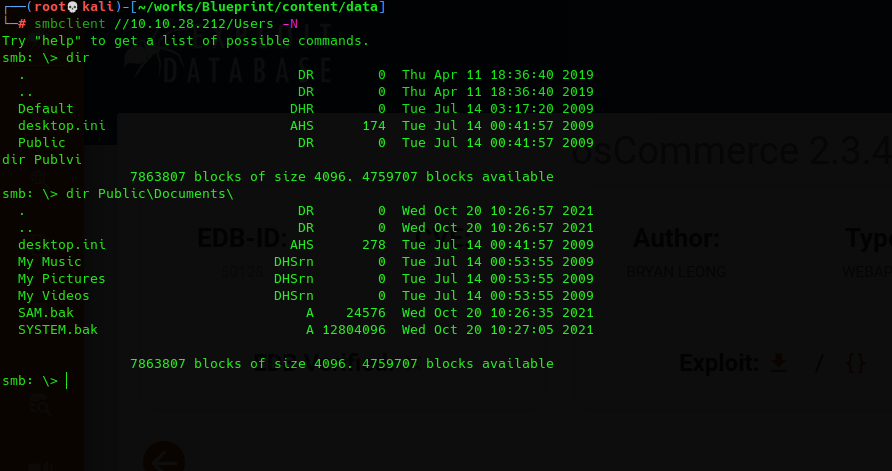 ┌──(root💀kali)-[~/works/Blueprint/content/data]
└─# smbclient //10.10.28.212/Users -N
Try "help" to get a list of possible commands.
smb: \> dir
  .                                  DR        0  Thu Apr 11 18:36:40 2019
  ..                                 DR        0  Thu Apr 11 18:36:40 2019
  Default                           DHR        0  Tue Jul 14 03:17:20 2009
  desktop.ini                       AHS      174  Tue Jul 14 00:41:57 2009
  Public                             DR        0  Tue Jul 14 00:41:57 2009
dir Publvi
                7863807 blocks of size 4096. 4759707 blocks available
smb: \> dir Public\Documents\
  .                                  DR        0  Wed Oct 20 10:26:57 2021
  ..                                 DR        0  Wed Oct 20 10:26:57 2021
  desktop.ini                       AHS      278  Tue Jul 14 00:41:57 2009
  My Music                        DHSrn        0  Tue Jul 14 00:53:55 2009
  My Pictures                     DHSrn        0  Tue Jul 14 00:53:55 2009
  My Videos                       DHSrn        0  Tue Jul 14 00:53:55 2009
  SAM.bak                             A    24576  Wed Oct 20 10:26:35 2021
  SYSTEM.bak                          A 12804096  Wed Oct 20 10:27:05 2021
                7863807 blocks of size 4096. 4759707 blocks available
smb: \>
DATABASE
osCommerce 2.3.4
EDB-ID:
Author:
Type
BRYAN LEONG
WEBAP
Exploit:
/
{}